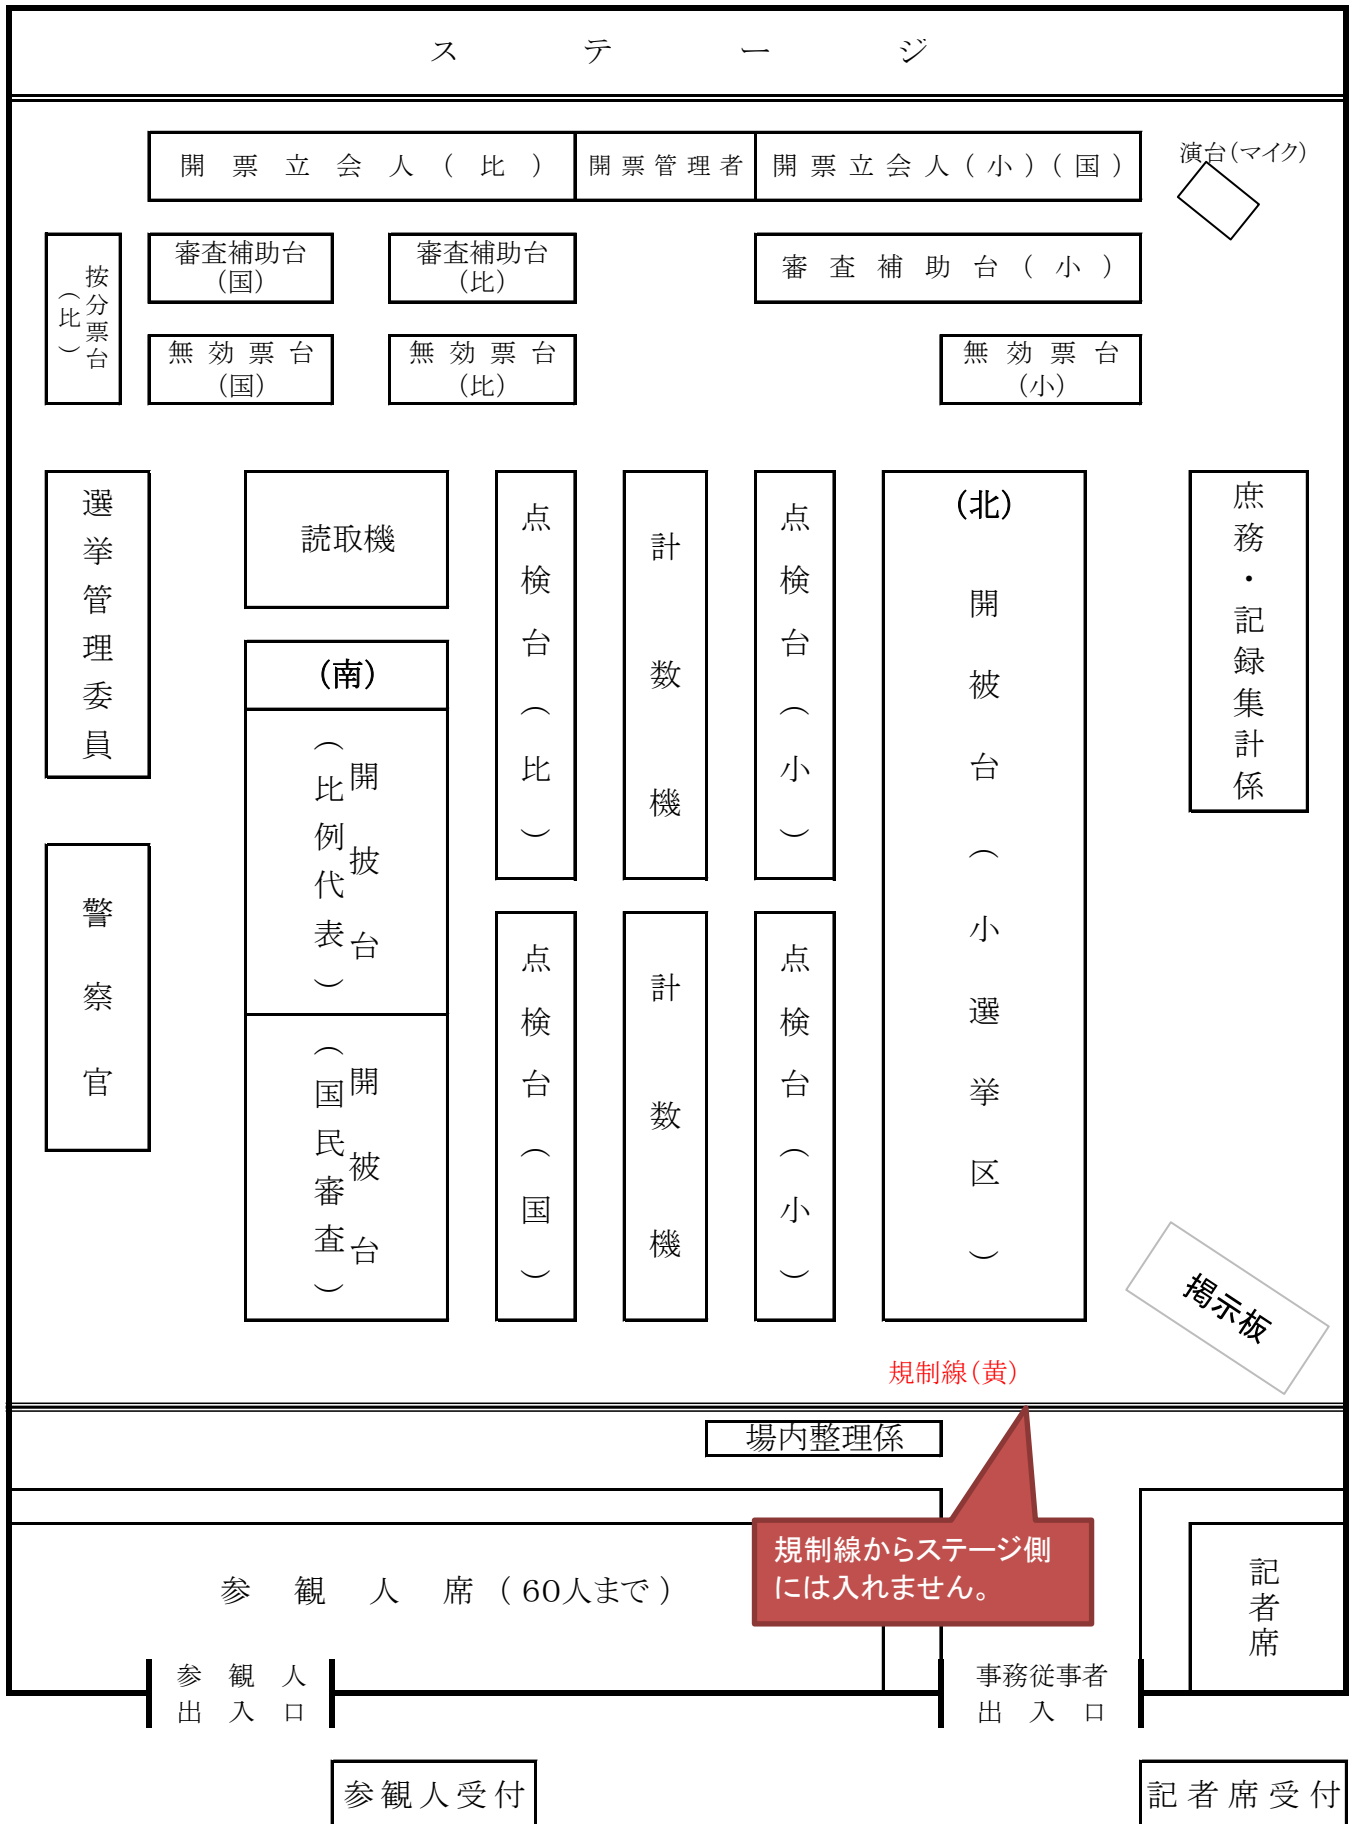 ステージ
開票立会人(比)
開票管理者
開票立会人(小)(国)
演台(マイク)
按分票台
(比)
審査補助台
(国)
審査補助台
(比)
審査補助台(小)
無効票台
(国)
無効票台
(比)
無効票台
(小)
選挙管理委員
読取機
点検台(比)
計数機
点検台(小)
(北)
開被台(小選挙区)
庶務・記録集計係
(南)
開披台
(比例代表)
警察官
開被台
(国民審査)
点検台(国)
計数機
点検台(小)
掲示板
規制線(黄)
場内整理係
規制線からステージ側
には入れません。
参観人席(60人まで)
記者席
参観人
出入口
事務従事者
出入口
参観人受付
記者席受付